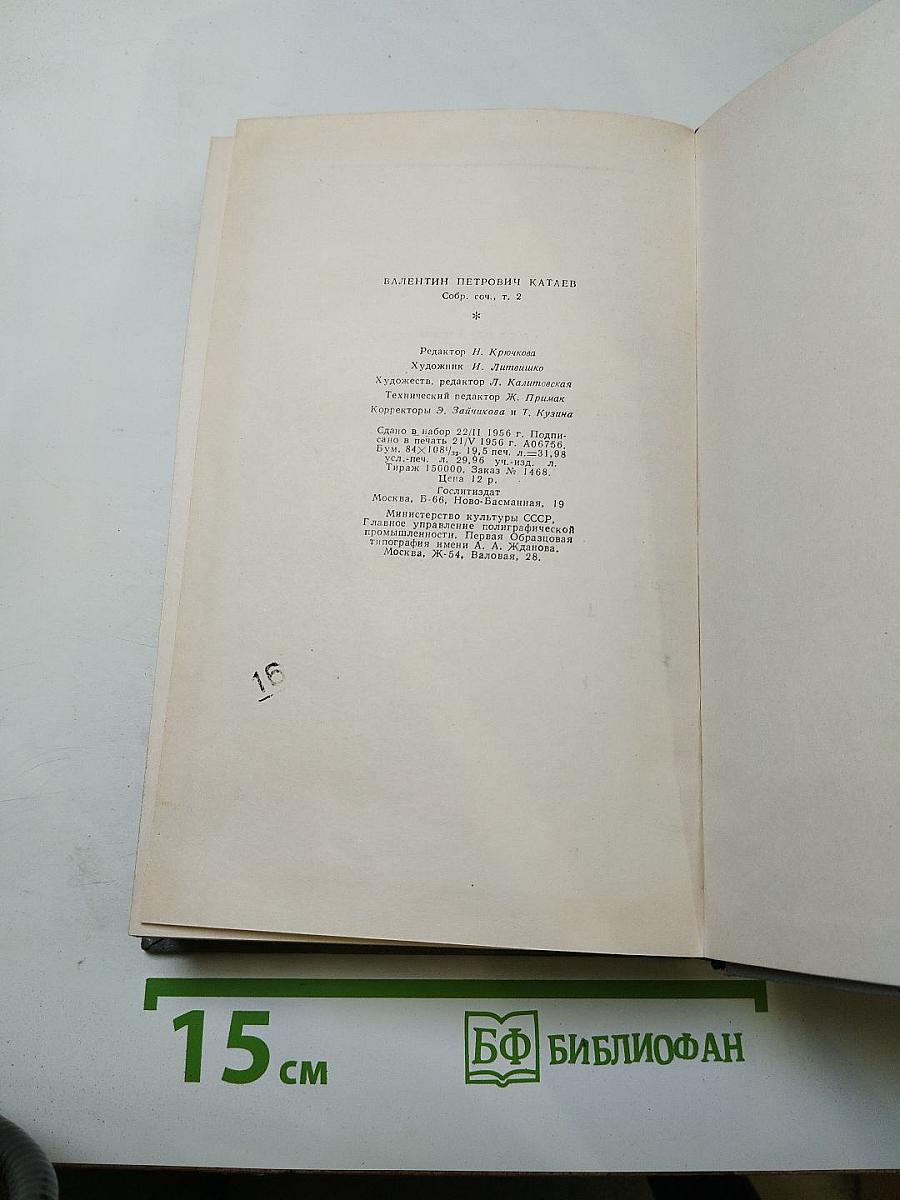 ВАЛЕНТИН ПЕТРОВИЧ КАТАЕВ
Собр. соч., т. 2
*
Редактор Н. Крючкова
Художник И. Литвишко
Художеств. редактор Л. Калитовская
Технический редактор Ж. Примак
Корректоры Э. Зайчикова и Т. Кузина
Сдано в набор 22/II 1956 г. Подпи-
сано в печать 21/V 1956 г. А06756.
Бум. 84×108¹/₃₂. 19,5 печ. л.=31,98
усл.-печ. л. 29,96 уч.-изд. л.
Тираж 150000. Заказ № 1468.
Цена 12 р.
Гослитиздат
Москва, Б-66, Ново-Басманная, 19
Министерство культуры СССР.
Главное управление полиграфической
промышленности. Первая Образцовая
типография имени А. А. Жданова.
Москва, Ж-54, Валовая, 28.
16
15 см
БФ БИБЛИОФАН